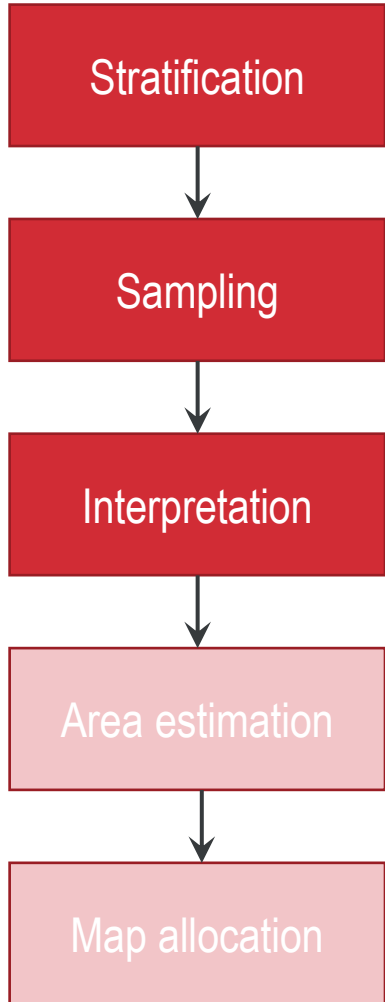 Stratification
Sampling
Interpretation
Area estimation
Map allocation